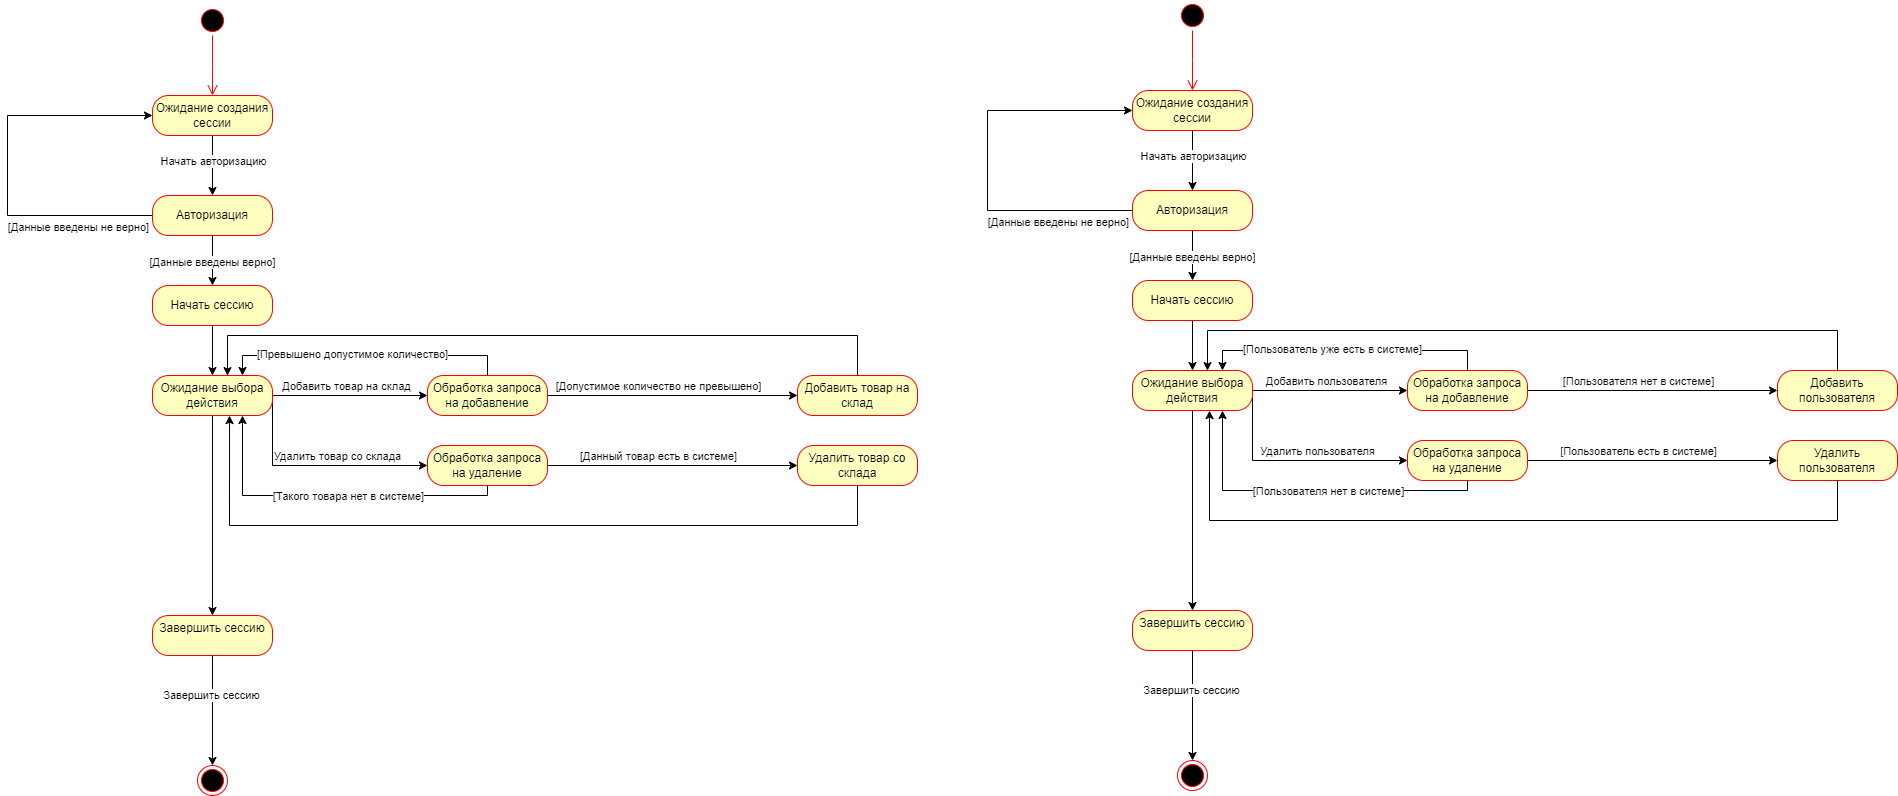 Ожидание создания
сессии
Начать авторизацию
Авторизация
[Данные введены не верно]
[Данные введены верно]
Начать сессию
[Превышено допустимое количество]
Ожидание выбора
действия
Добавить товар на склад
Обработка запроса
на добавление
[Допустимое количество не превышено]
Добавить товар на
склад
Удалить товар со склада
Обработка запроса
на удаление
[Данный товар есть в системе]
Удалить товар со
склада
[Такого товара нет в системе]
Завершить сессию
Завершить сессию
Ожидание создания
сессии
Начать авторизацию
Авторизация
[Данные введены не верно]
[Данные введены верно]
Начать сессию
[Пользователь уже есть в системе]
Ожидание выбора
действия
Добавить пользователя
Обработка запроса
на добавление
[Пользователя нет в системе]
Добавить
пользователя
Удалить пользователя
Обработка запроса
на удаление
[Пользователь есть в системе]
Удалить
пользователя
[Пользователя нет в системе]
Завершить сессию
Завершить сессию